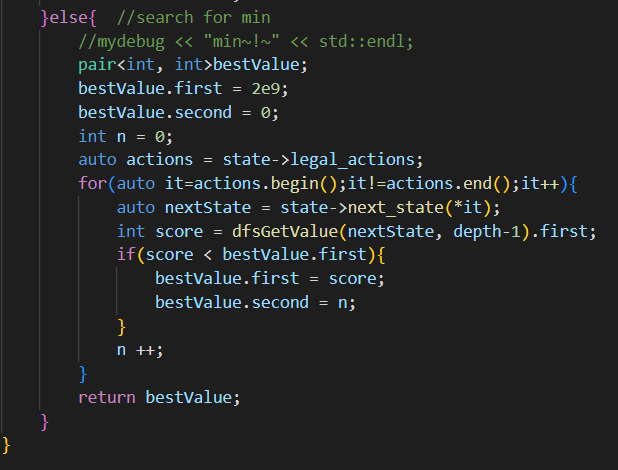 }else{  //search for min
//mydebug << "min~!~" << std::endl;
pair<int, int>bestValue;
bestValue.first = 2e9;
bestValue.second = 0;
int n = 0;
auto actions = state->legal_actions;
for(auto it=actions.begin();it!=actions.end();it++){
auto nextState = state->next_state(*it);
int score = dfsGetValue(nextState, depth-1).first;
if(score < bestValue.first){
bestValue.first = score;
bestValue.second = n;
}
n ++;
}
return bestValue;
}
}